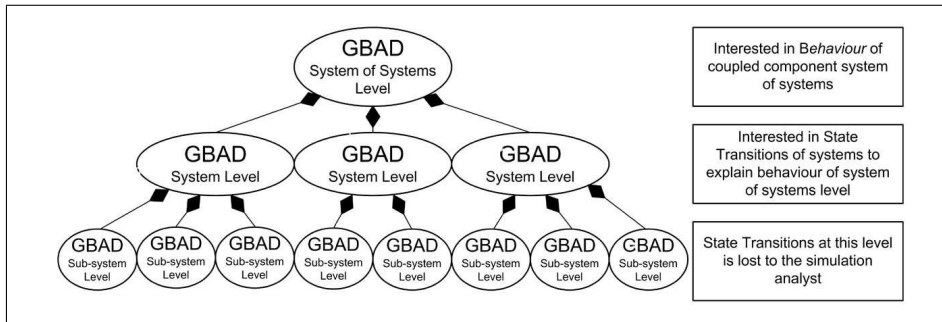 GBAD
System of Systems
Level
Interested in Behaviour of
coupled component system
of systems
GBAD
System Level
GBAD
System Level
GBAD
System Level
Interested in State
Transitions of systems to
explain behaviour of system
of systems level
GBAD
Sub-system
Level
GBAD
Sub-system
Level
GBAD
Sub-system
Level
GBAD
Sub-system
Level
GBAD
Sub-system
Level
GBAD
Sub-system
Level
GBAD
Sub-system
Level
GBAD
Sub-system
Level
State Transitions at this level
is lost to the simulation
analyst